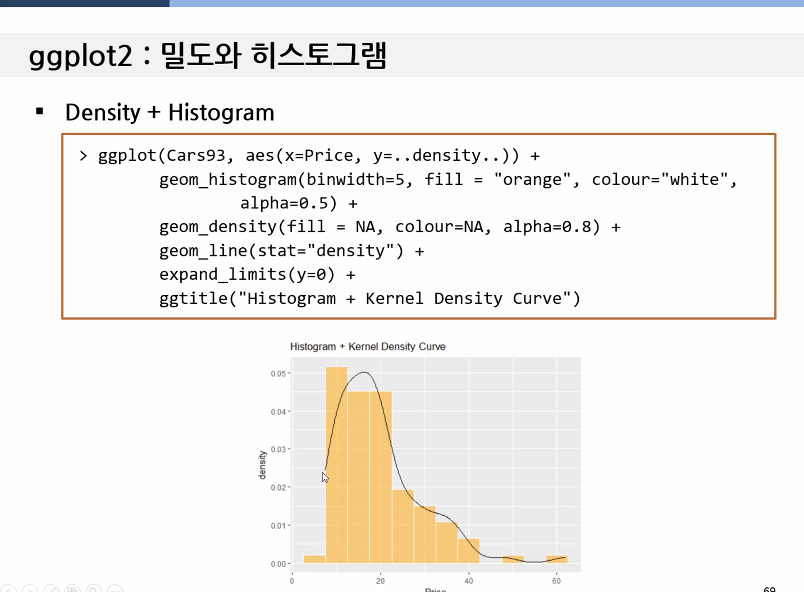 ggplot2 : 밀도와 히스토그램
▪ Density + Histogram
> ggplot(Cars93, aes(x=Price, y=..density..)) +
geom_histogram(binwidth=5, fill = "orange", colour="white",
alpha=0.5) +
geom_density(fill = NA, colour=NA, alpha=0.8) +
geom_line(stat="density") +
expand_limits(y=0) +
ggtitle("Histogram + Kernel Density Curve")
Histogram + Kernel Density Curve
0.05
0.04
0.03
density
0.02
0.01
0.00
0 20 40 60
Price
69